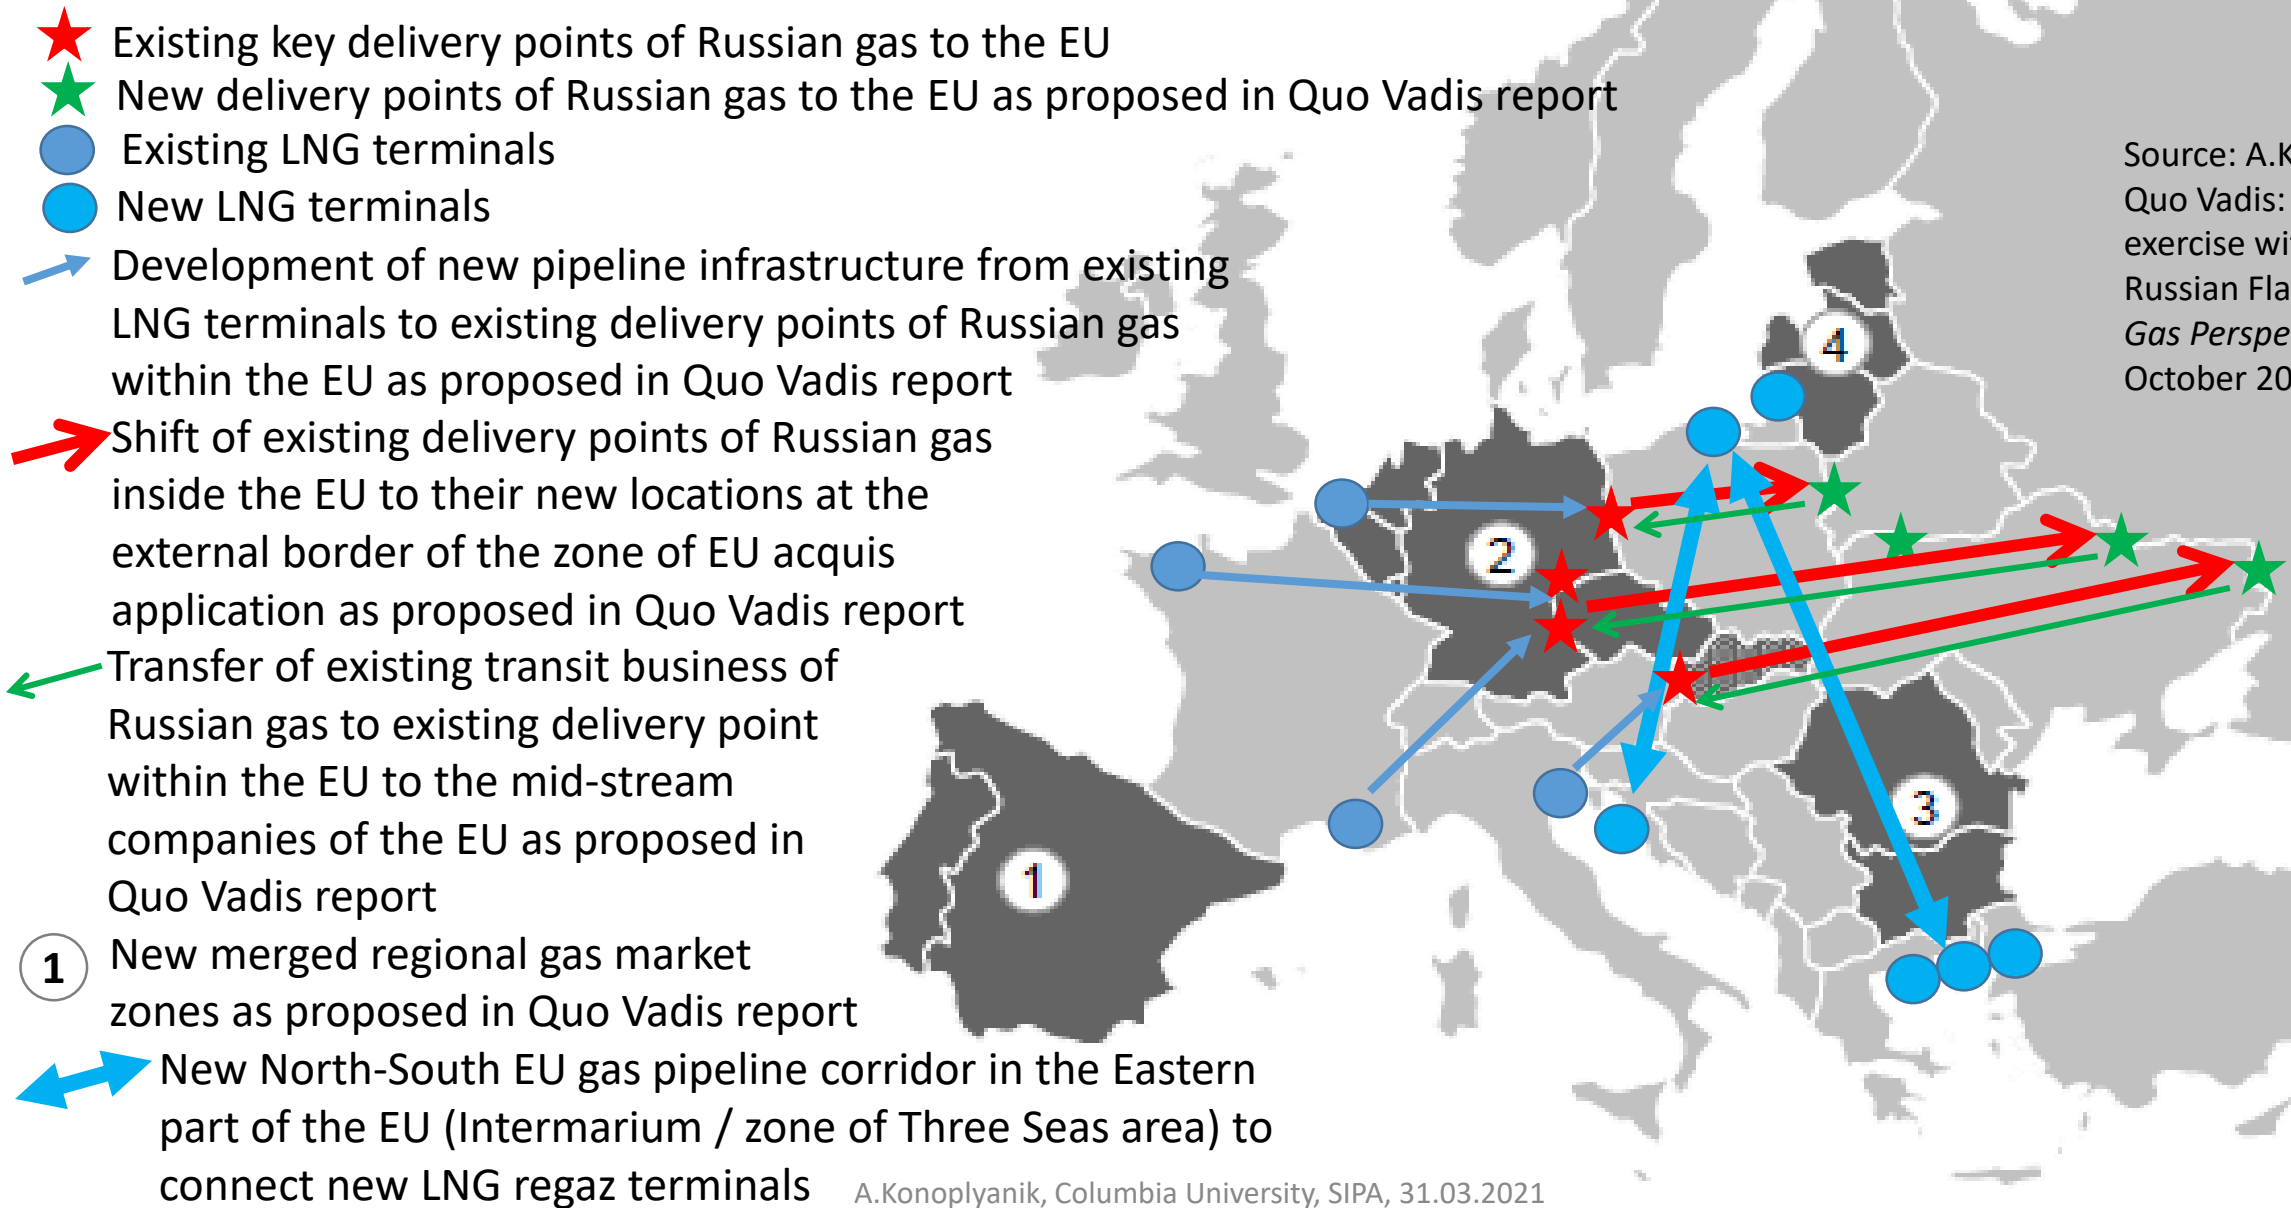 Existing key delivery points of Russian gas to the EU
New delivery points of Russian gas to the EU as proposed in Quo Vadis report
Existing LNG terminals
New LNG terminals
Development of new pipeline infrastructure from existing
LNG terminals to existing delivery points of Russian gas
within the EU as proposed in Quo Vadis report
Shift of existing delivery points of Russian gas
inside the EU to their new locations at the
external border of the zone of EU acquis
application as proposed in Quo Vadis report
Transfer of existing transit business of
Russian gas to existing delivery point
within the EU to the mid-stream
companies of the EU as proposed in
Quo Vadis report
1 New merged regional gas market
zones as proposed in Quo Vadis report
New North-South EU gas pipeline corridor in the Eastern
part of the EU (Intermarium / zone of Three Seas area) to
connect new LNG regaz terminals
Source: A.K
Quo Vadis:
exercise
Russian
Gas
October
4
2
3
1
A.Konoplyanik, Columbia University, SIPA, 31.03.2021